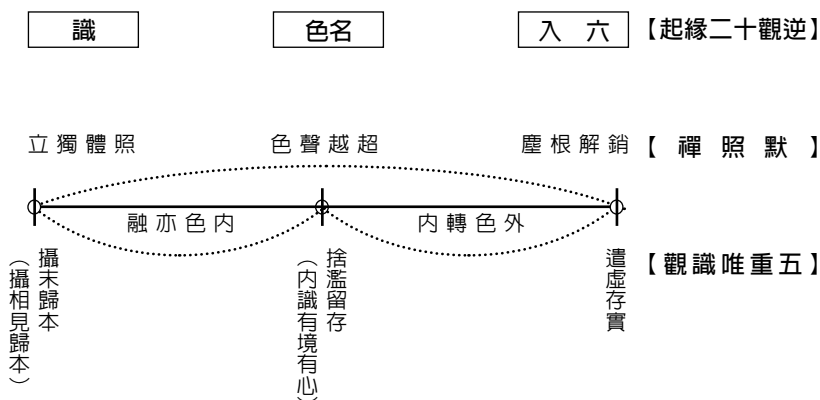 【逆觀十二緣起】
六入
名色
識
【默照禪】
銷解根塵
超越聲色
照體獨立
外色轉内
内色亦融
【五重唯識觀】
遣虛存實
捨濫留存
（内識有境有心）
攝末歸本
（攝相見歸本）